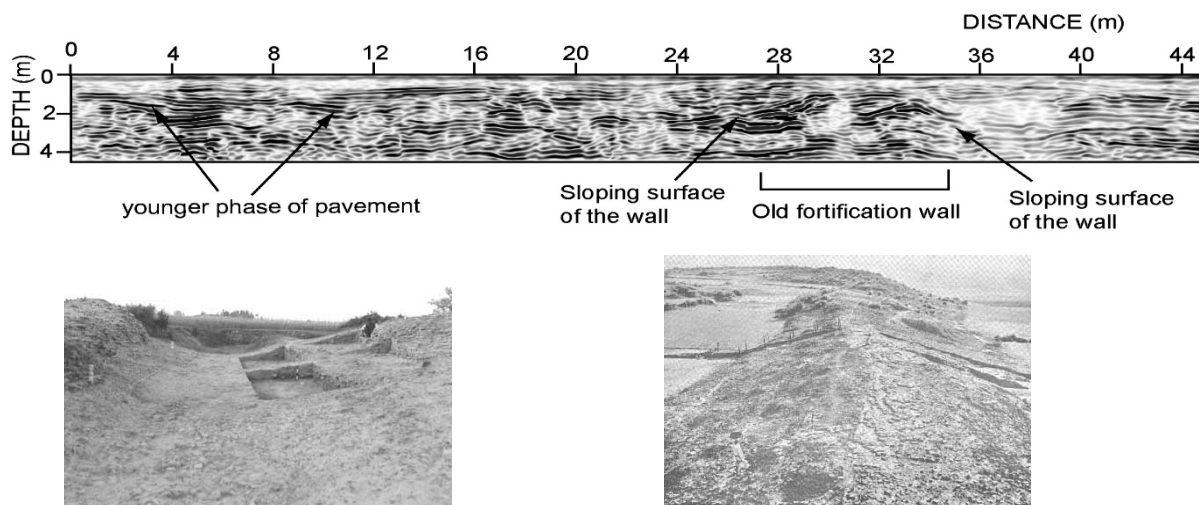 DISTANCE (m)
0 4 8 12 16 20 24 28 32 36 40 44
DEPTH (m)
0
2
4
younger phase of pavement
Sloping surface
of the wall
Old fortification wall
Sloping surface
of the wall